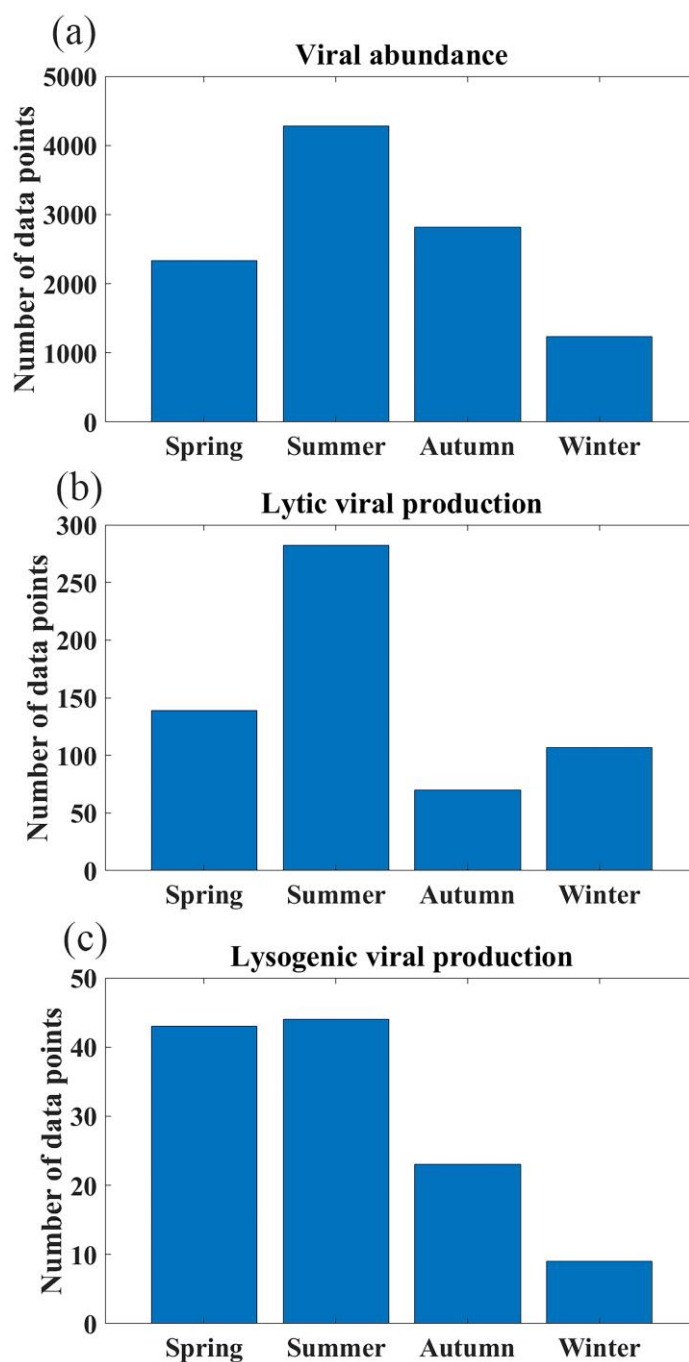 (a)
Viral abundance
Number of data points
5000
4000
3000
2000
1000
0
Spring Summer Autumn Winter
(b)
Lytic viral production
Number of data points
300
250
200
150
100
50
0
Spring Summer Autumn Winter
(c)
Lysogenic viral production
Number of data points
50
40
30
20
10
0
Spring Summer Autumn Winter